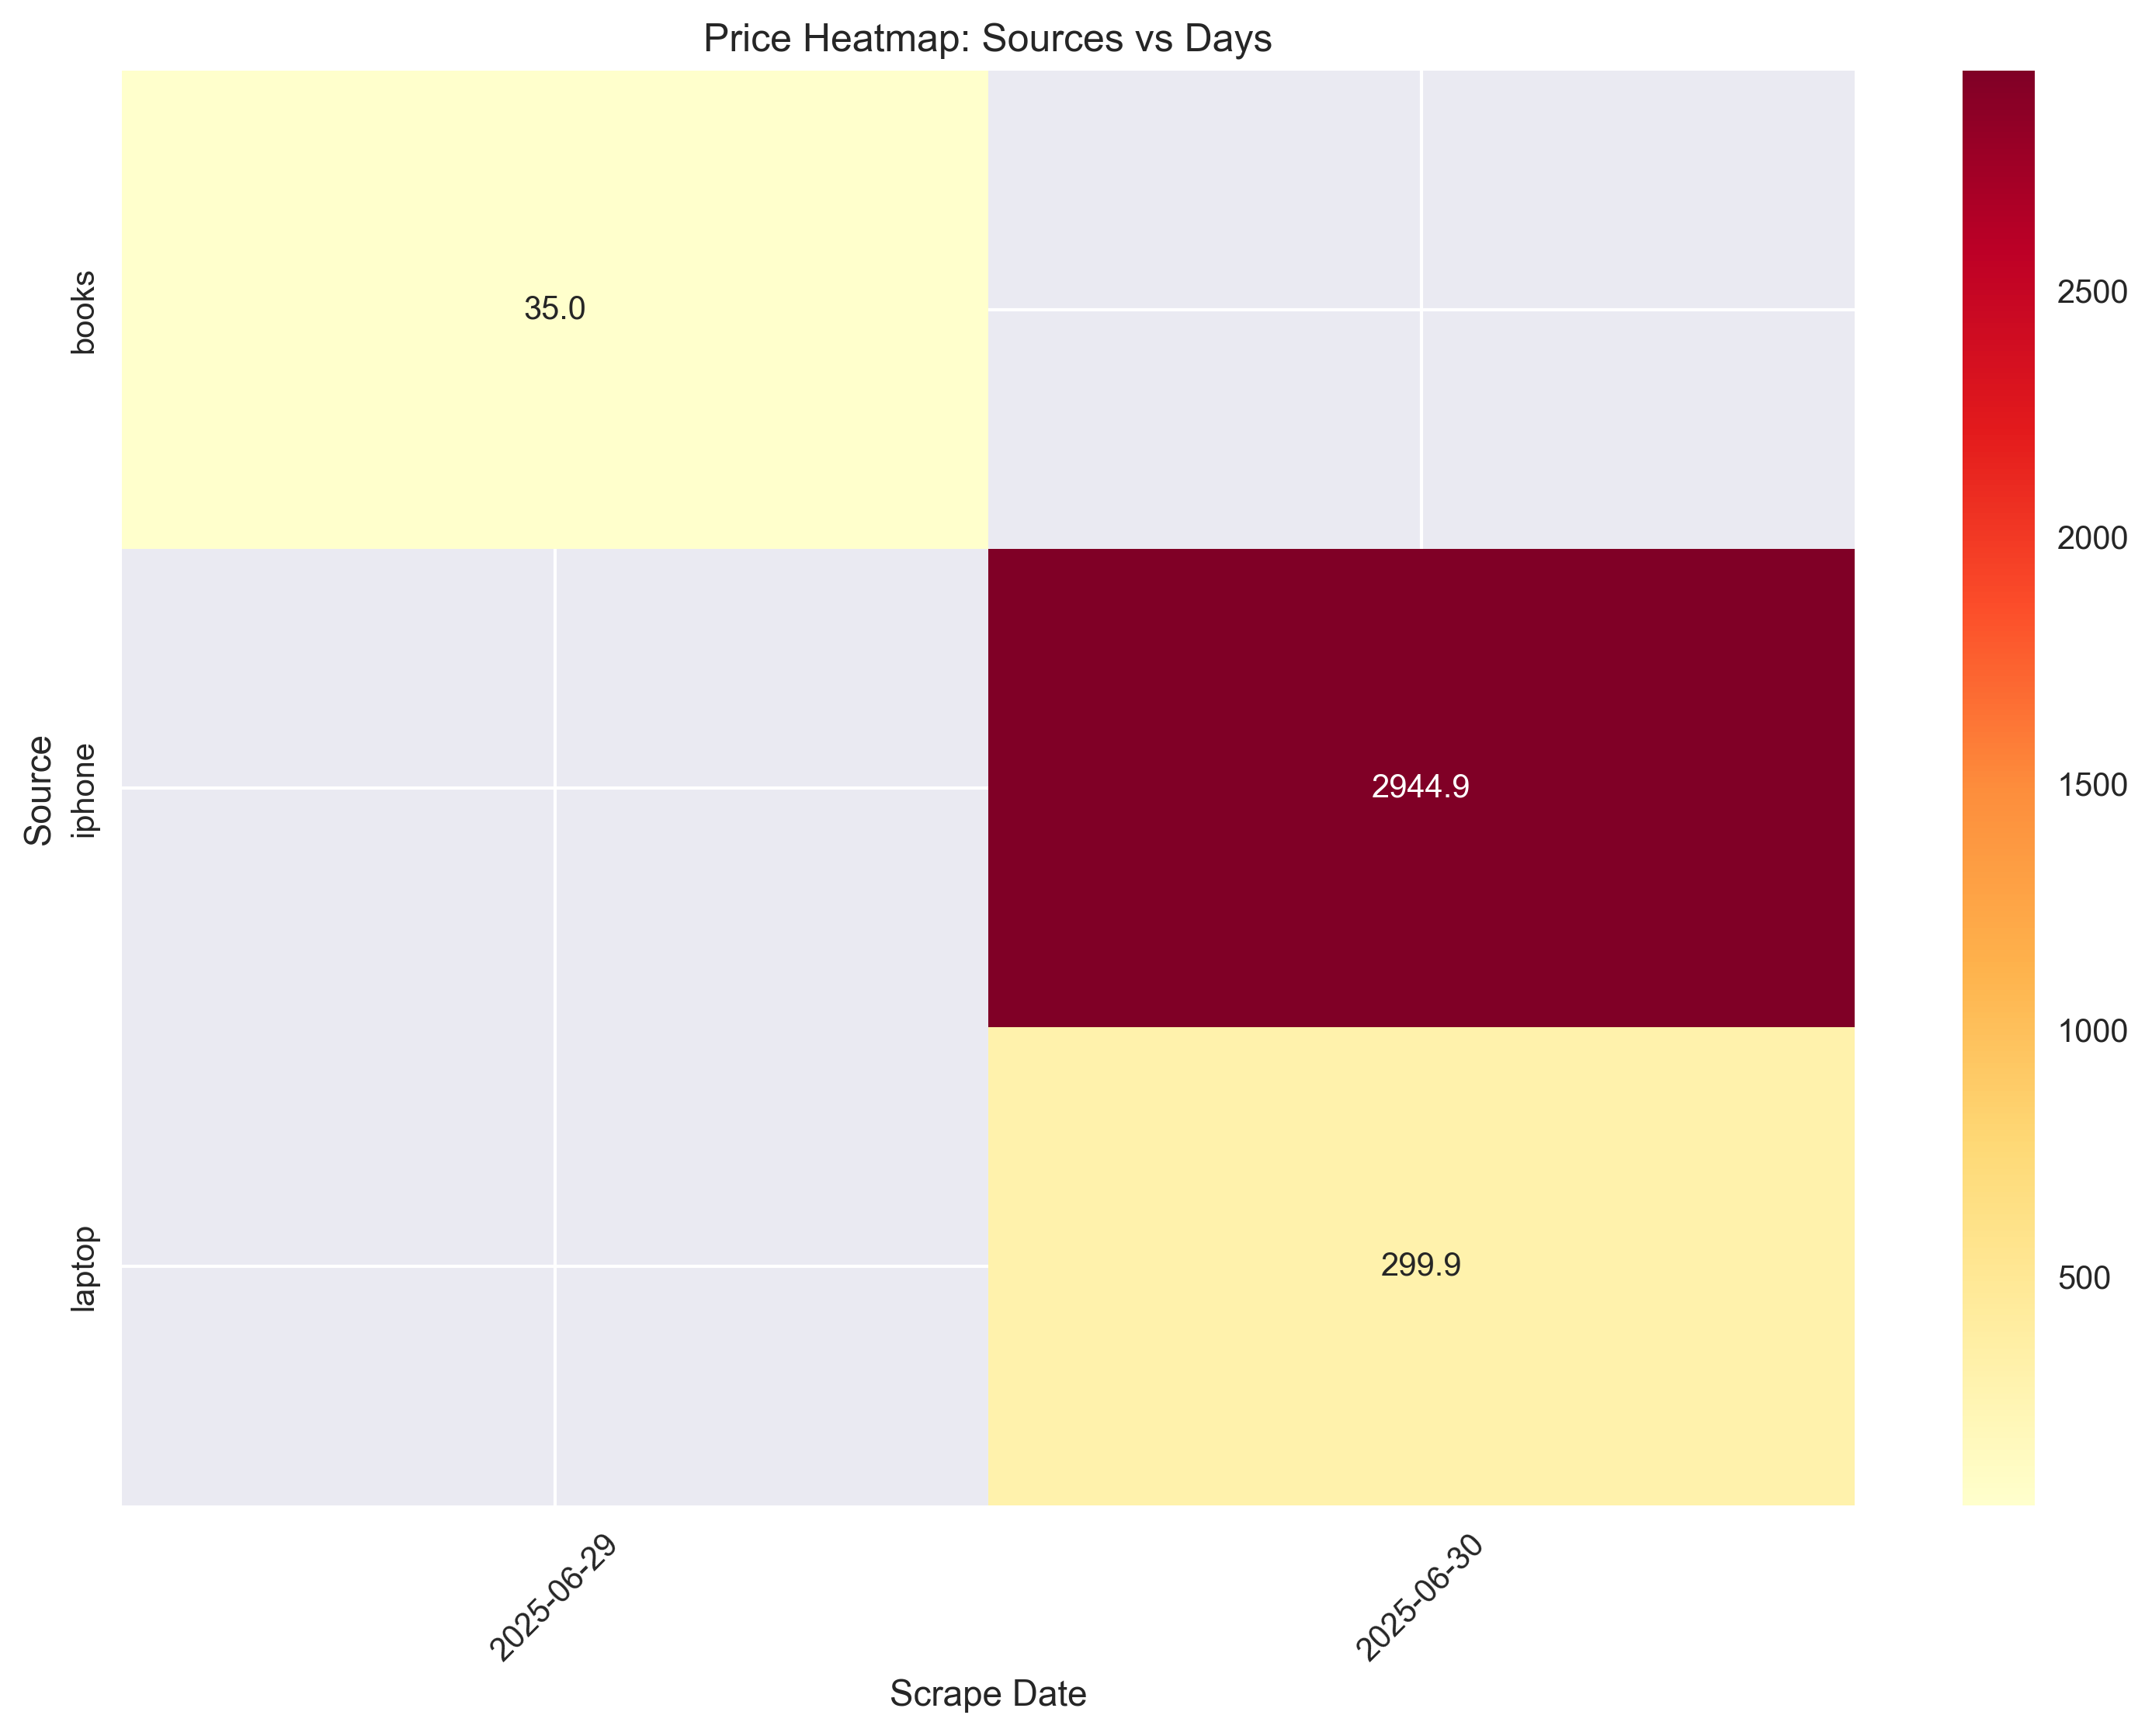 Price Heatmap: Sources vs Days
Source
books
iphone
laptop
35.0
2944.9
299.9
2500
2000
1500
1000
500
2025-06-29
2025-06-30
Scrape Date